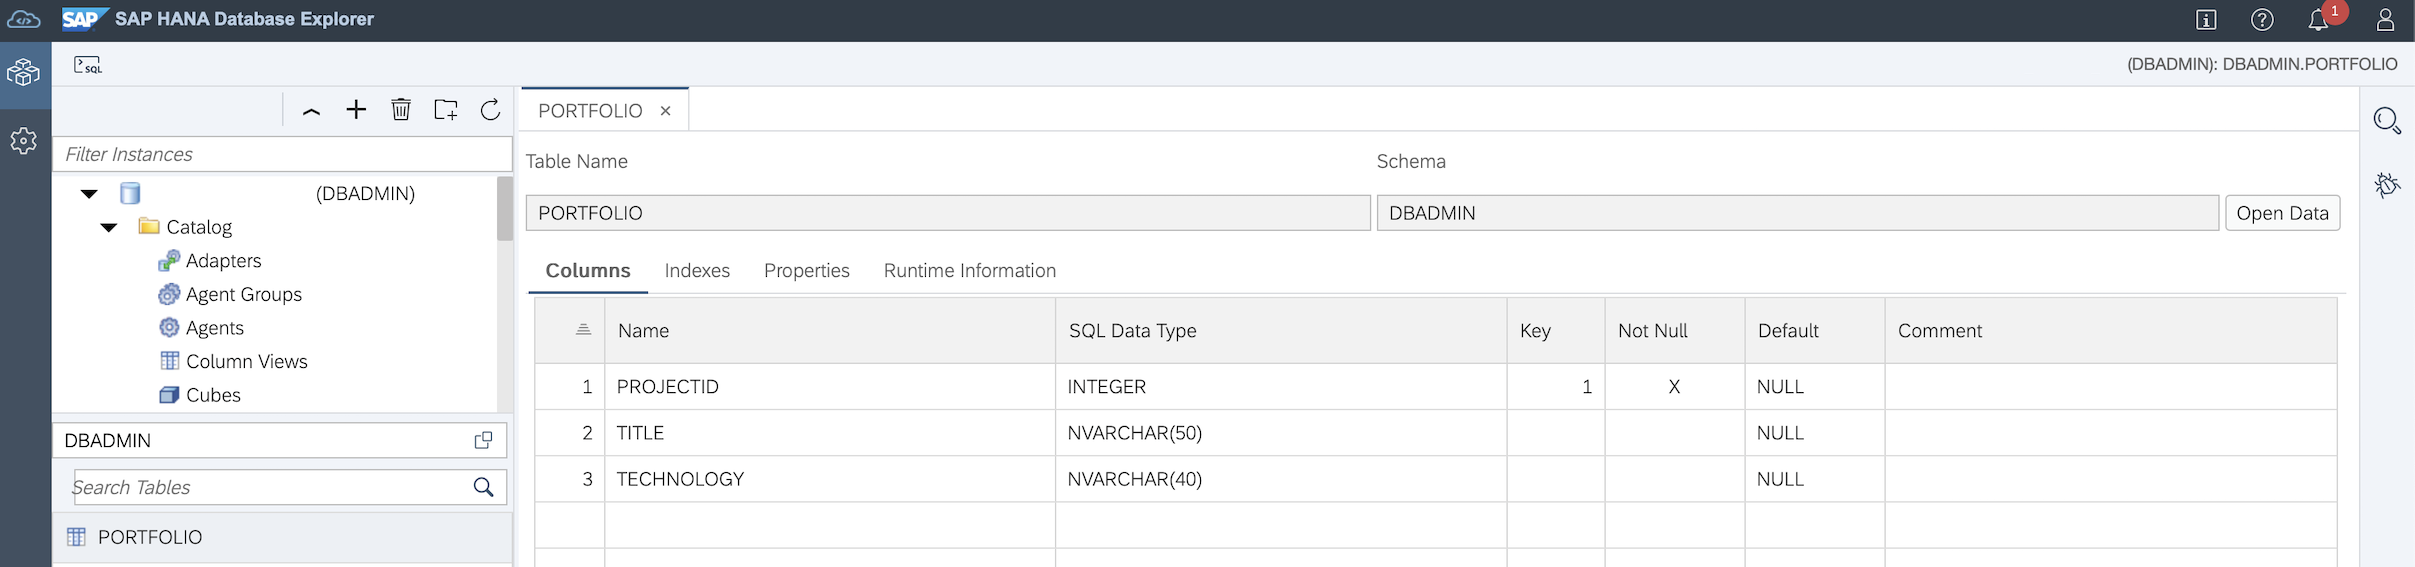 SAP SAP HANA Database Explorer
1
SQL
(DBADMIN): DBADMIN.PORTFOLIO
PORTFOLIO
Filter Instances
Table Name Schema
(DBADMIN)
PORTFOLIO DBADMIN Open Data
Catalog
Adapters
Columns Indexes Properties Runtime Information
Agent Groups
Agents
Name SQL Data Type Key Not Null Default Comment
Column Views
Cubes
1 PROJECTID INTEGER 1 X NULL
2 TITLE NVARCHAR(50) NULL
3 TECHNOLOGY NVARCHAR(40) NULL
DBADMIN
Search Tables
PORTFOLIO